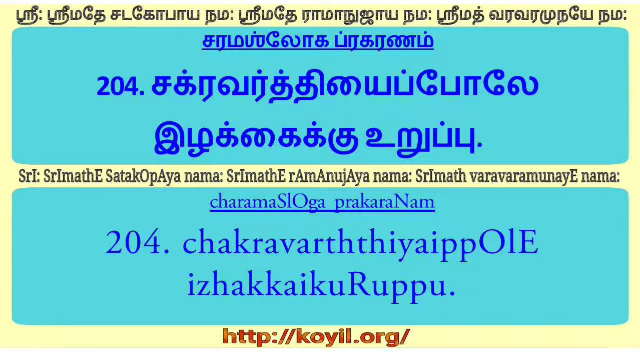 ஸ்ரீ: ஸ்ரீமதே சடகோபாய நம: ஸ்ரீமதே ராமாநுஜாய நம: ஸ்ரீமத் வரவரமுநயே நம:
சரமஶ்லோக ப்ரகரணம்
204. சக்ரவர்த்தியைப்போலே
இழக்கைக்கு உறுப்பு.
SrI: SrImathE SatakOpAya nama: SrImathE rAmAnujAya nama: SrImath varavaramunayE nama:
charamaSlOga prakaraNam
204. chakravarththiyaippOlE
izhakkaikuRuppu.
http://koyil.org/